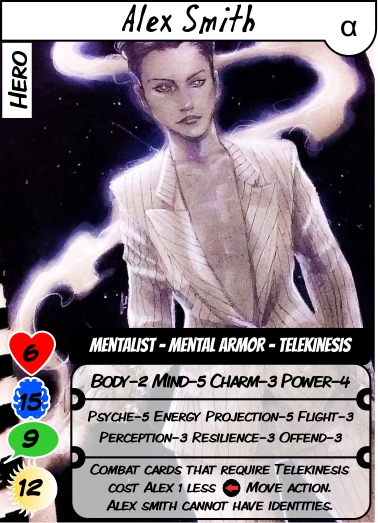 Alex Smith
α
HERO
6
15
9
12
MENTALIST - MENTAL ARMOR - TELEKINESIS
BODY-2 MIND-5 CHARM-3 POWER-4
PSYCHE-5 ENERGY PROJECTION-5 FLIGHT-3
PERCEPTION-3 RESILIENCE-3 OFFEND-3
COMBAT CARDS THAT REQUIRE TELEKINESIS
COST ALEX 1 LESS MOVE ACTION.
ALEX SMITH CANNOT HAVE IDENTITIES.